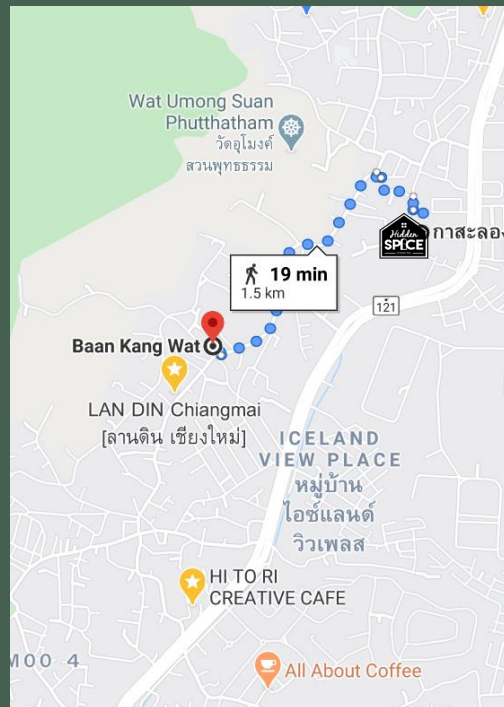 Wat Umong Suan
Phutthatham
วัดอุโมงค์
สวนพุทธธรรม
Hidden
SPICE
กาสะลอง
19 min
1.5 km
121
Baan Kang Wat
LAN DIN Chiangmai
[ลานดิน เชียงใหม่]
ICELAND
VIEW PLACE
หมู่บ้าน
ไอซ์แลนด์
วิวเพลส
HI TO RI
CREATIVE CAFE
MOO 4
All About Coffee